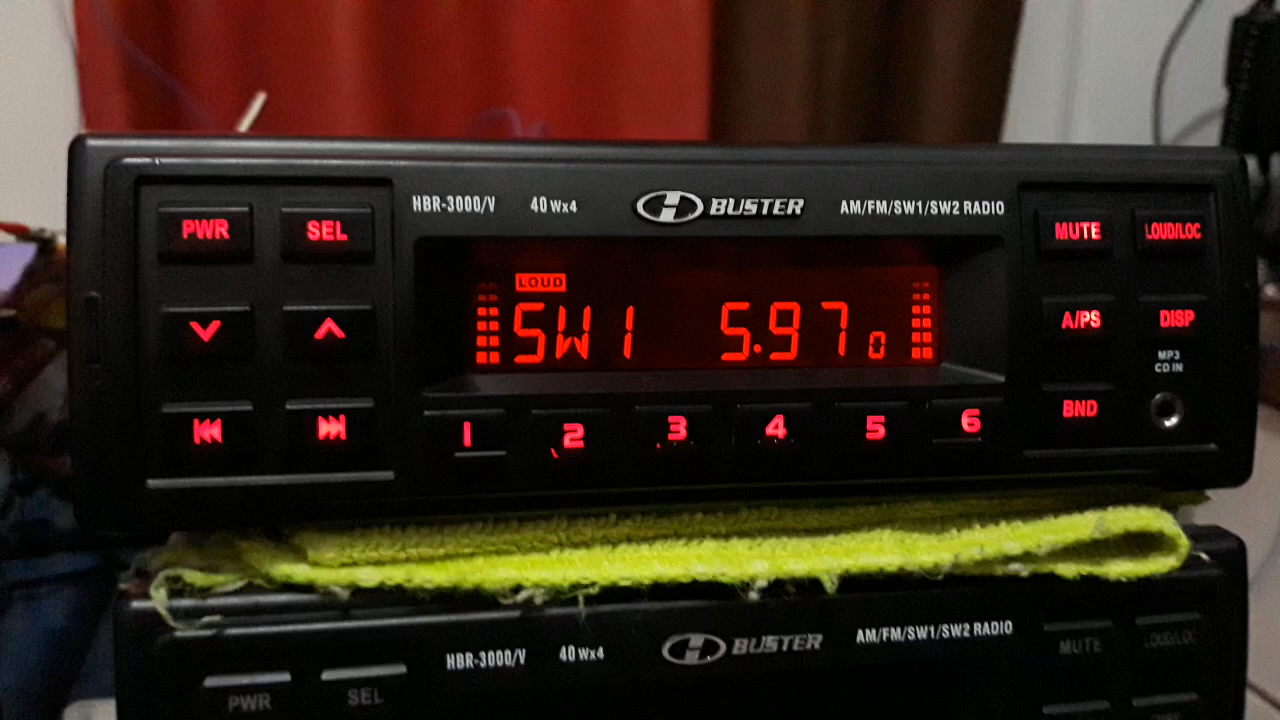 HBR-3000/V 40Wx4 H BUSTER AM/FM/SW1/SW2 RADIO
PWR SEL
MUTE LOUD/LOC
LOUD
SW1 5.970
A/PS DISP
MP3
CD IN
BND
1 2 3 4 5 6
HBR-3000/V 40Wx4 H BUSTER AM/FM/SW1/SW2 RADIO
PWR SEL
MUTE LOUD/LOC